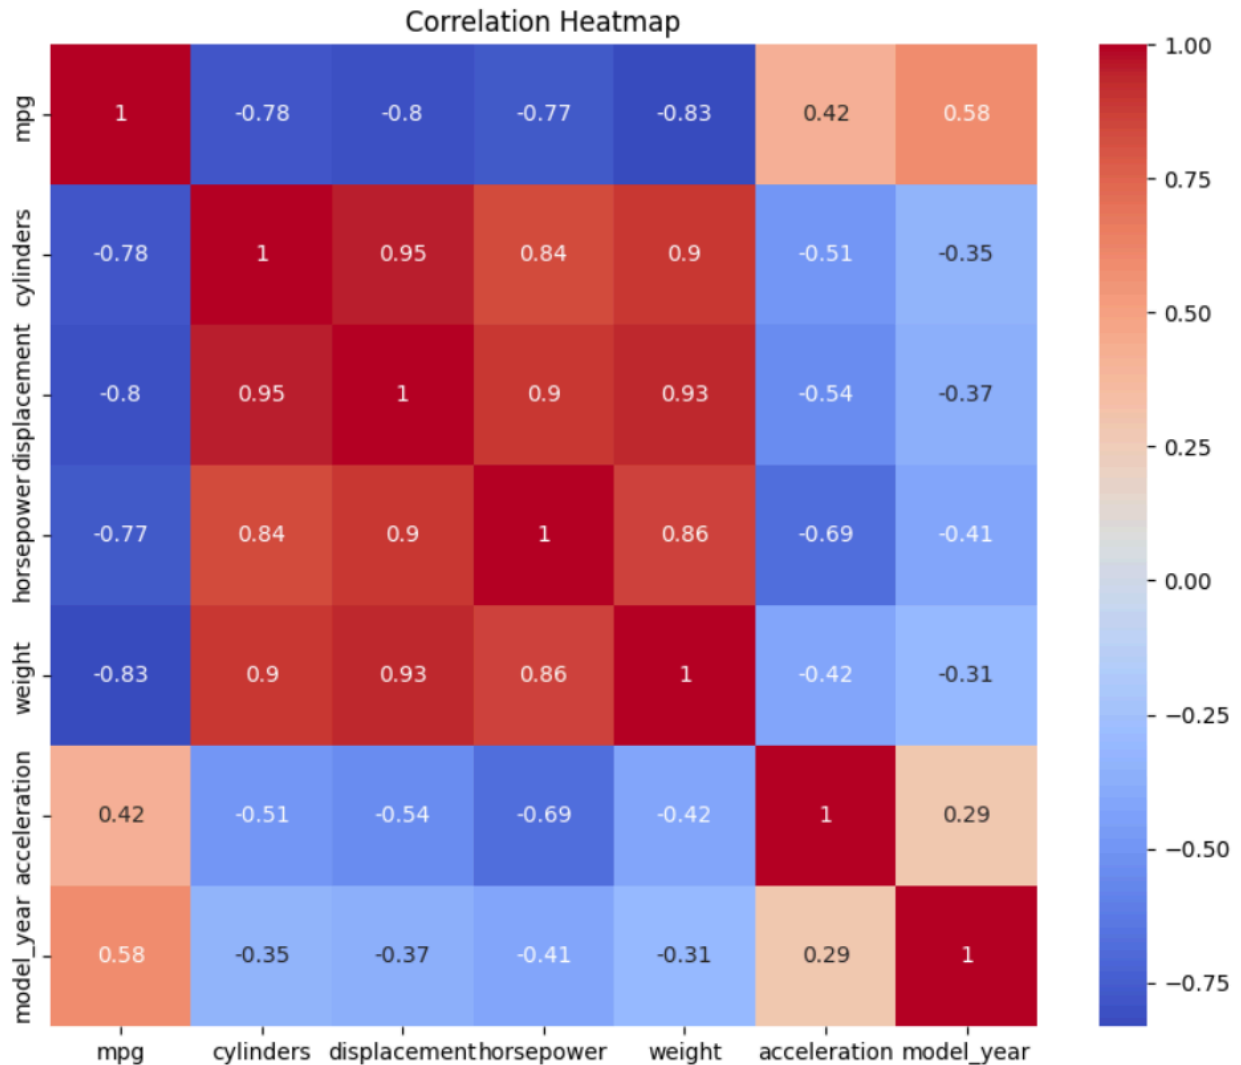 Correlation Heatmap
mpg 1 -0.78 -0.8 -0.77 -0.83 0.42 0.58
cylinders -0.78 1 0.95 0.84 0.9 -0.51 -0.35
displacement -0.8 0.95 1 0.9 0.93 -0.54 -0.37
horsepower -0.77 0.84 0.9 1 0.86 -0.69 -0.41
weight -0.83 0.9 0.93 0.86 1 -0.42 -0.31
acceleration 0.42 -0.51 -0.54 -0.69 -0.42 1 0.29
model_year 0.58 -0.35 -0.37 -0.41 -0.31 0.29 1
mpg cylinders displacement horsepower weight acceleration model_year
1.00
0.75
0.50
0.25
0.00
−0.25
−0.50
−0.75